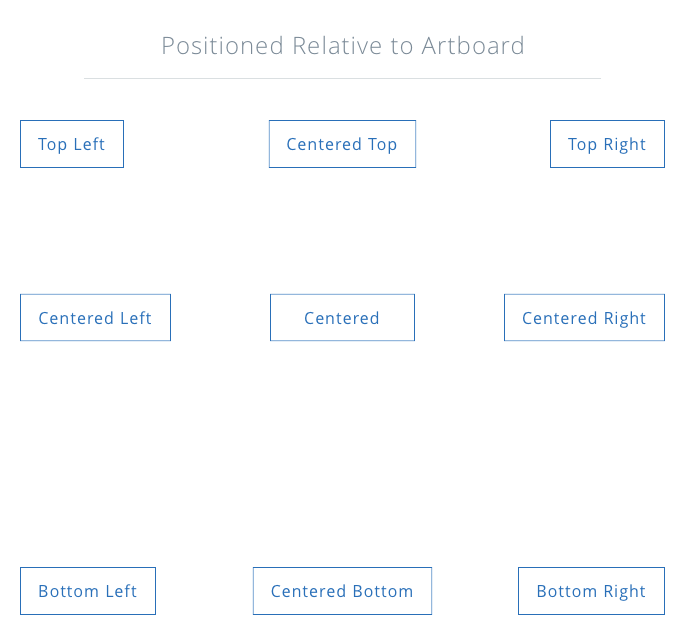 Positioned Relative to Artboard
Top Left
Centered Top
Top Right
Centered Left
Centered
Centered Right
Bottom Left
Centered Bottom
Bottom Right